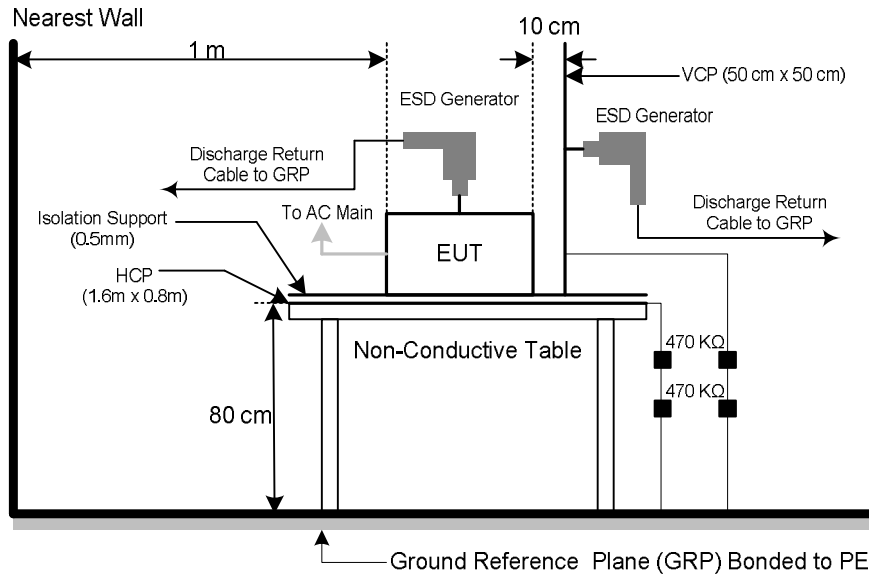 Nearest Wall
10 cm
1 m
VCP (50 cm x 50 cm)
ESD Generator
ESD Generator
Discharge Return
Cable to GRP
Discharge Return
Cable to GRP
Isolation Support
(0.5mm)
To AC Main
EUT
HCP
(1.6m x 0.8m)
470 KΩ
Non-Conductive Table
470 KΩ
80 cm
Ground Reference Plane (GRP) Bonded to PE